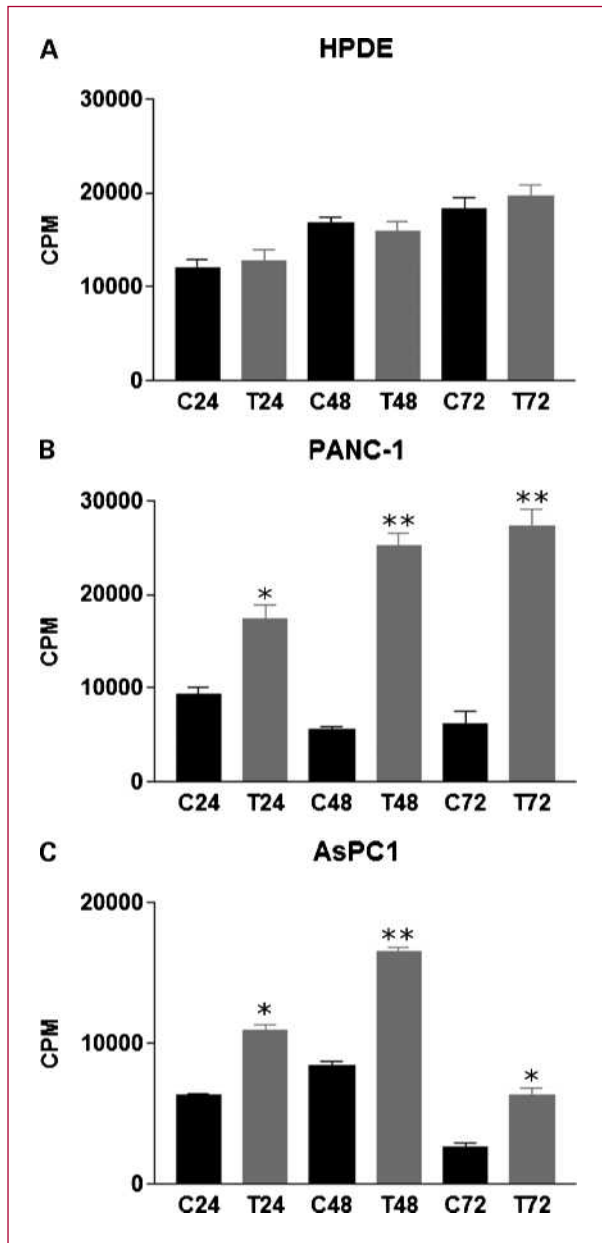 A
HPDE
30000
20000
10000
0
CPM
C24 T24 C48 T48 C72 T72
B
PANC-1
30000
20000
10000
0
CPM
* ** **
C24 T24 C48 T48 C72 T72
C
AsPC1
20000
10000
0
CPM
* ** *
C24 T24 C48 T48 C72 T72